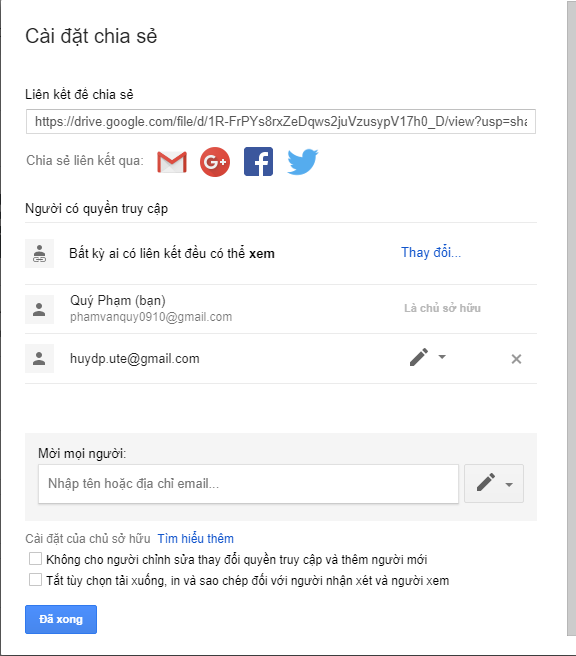 Cài đặt chia sẻ
Liên kết để chia sẻ
https://drive.google.com/file/d/1R-FrPYs8rxZeDqws2juVzusypV17h0_D/view?usp=sha
Chia sẻ liên kết qua:
Người có quyền truy cập
Bất kỳ ai có liên kết đều có thể xem Thay đổi...
Quý Phạm (bạn)
phamvanquy0910@gmail.com Là chủ sở hữu
huydp.ute@gmail.com
Mời mọi người:
Nhập tên hoặc địa chỉ email...
Cài đặt của chủ sở hữu Tìm hiểu thêm
Không cho người chỉnh sửa thay đổi quyền truy cập và thêm người mới
Tắt tùy chọn tải xuống, in và sao chép đối với người nhận xét và người xem
Đã xong